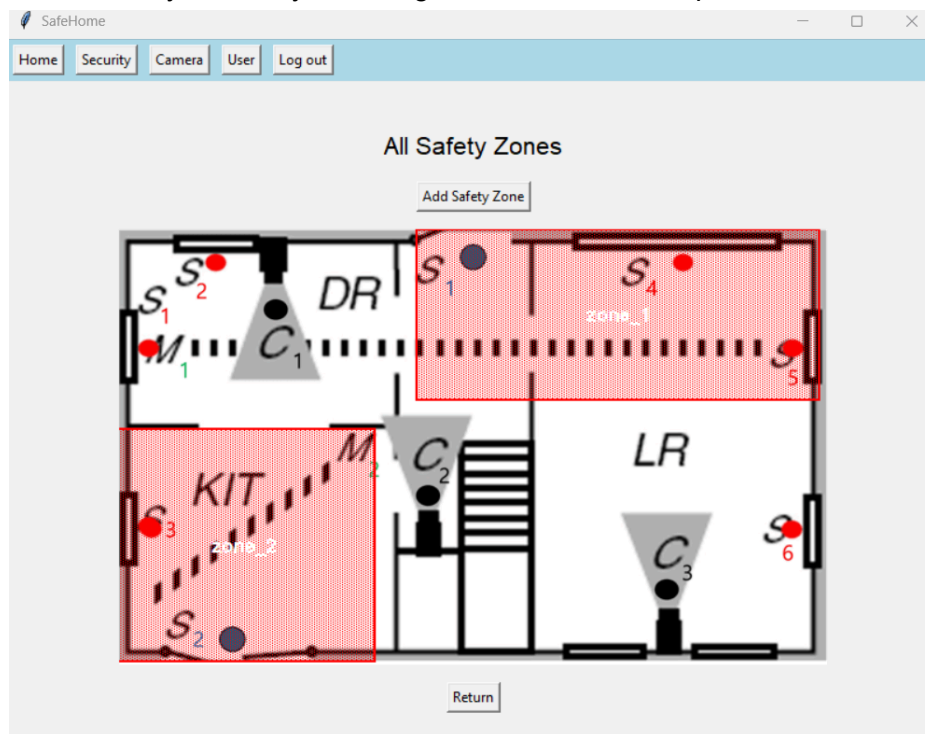 SafeHome
Home Security Camera User Log out
All Safety Zones
Add Safety Zone
S1
S2
DR
S1
S4
zone_1
M1
C1
S5
M2
C2
LR
KIT
S3
zone_2
S6
C3
S2
Return